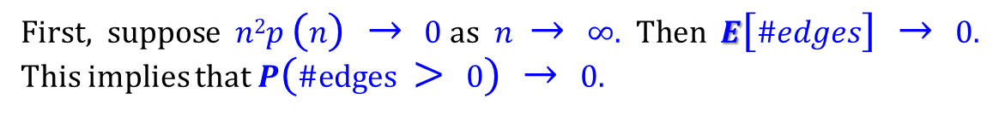 First, suppose n²p (n) → 0 as n → ∞. Then E[#edges] → 0.
This implies that P(#edges > 0) → 0.